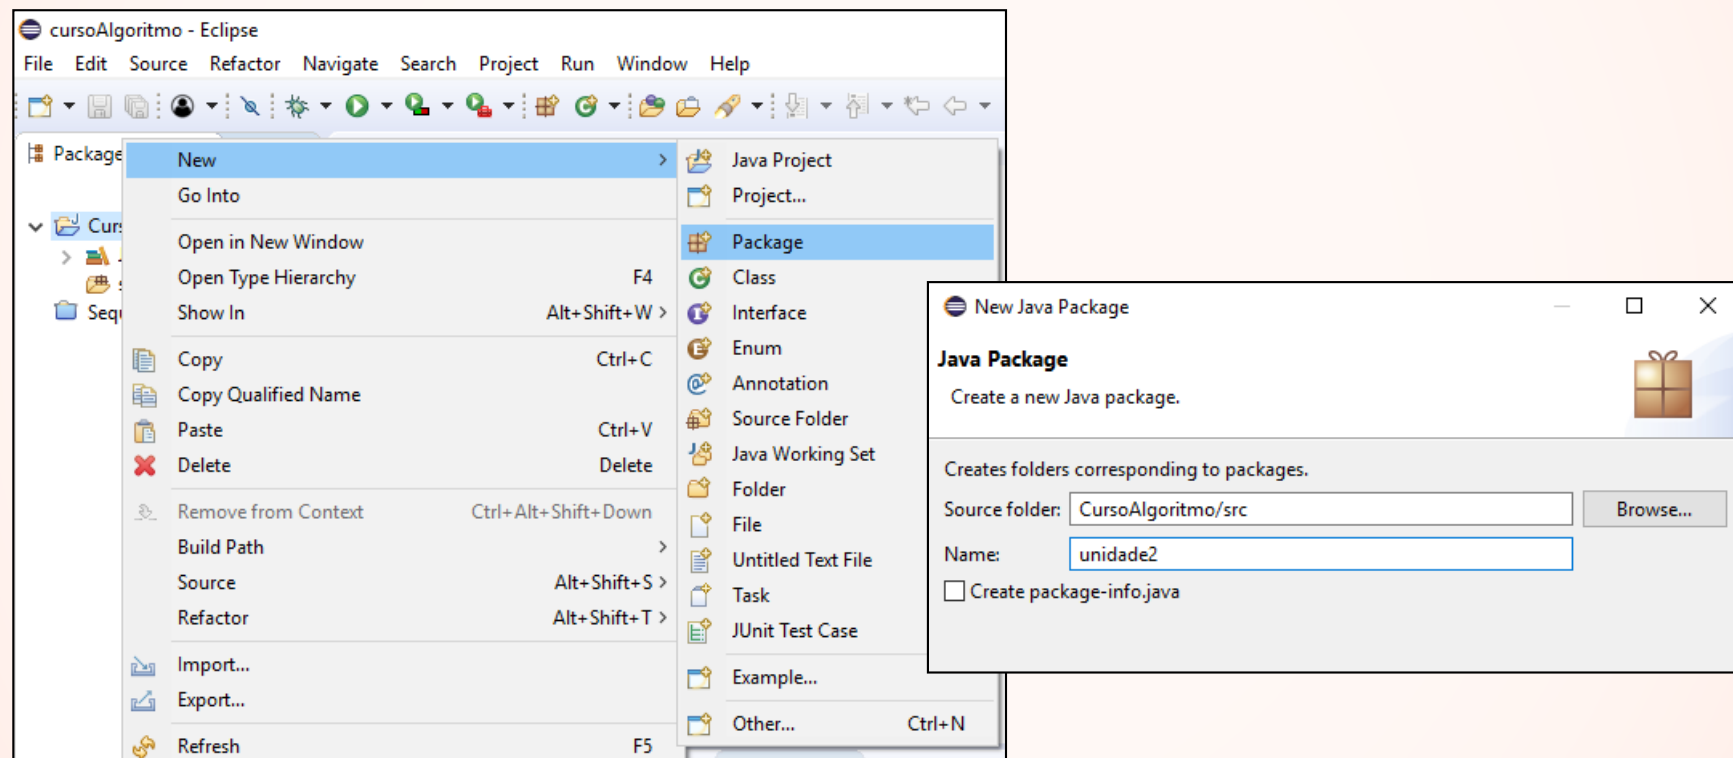 cursoAlgoritmo - Eclipse
File Edit Source Refactor Navigate Search Project Run Window Help
Package
New
Go Into
Open in New Window
Open Type Hierarchy F4
Show In Alt+Shift+W >
Copy Ctrl+C
Copy Qualified Name
Paste Ctrl+V
Delete Delete
Remove from Context Ctrl+Alt+Shift+Down
Build Path
Source Alt+Shift+S >
Refactor Alt+Shift+T >
Import...
Export...
Refresh F5
Java Project
Project...
Package
Class
Interface
Enum
Annotation
Source Folder
Java Working Set
Folder
File
Untitled Text File
Task
JUnit Test Case
Example...
Other... Ctrl+N
New Java Package
Java Package
Create a new Java package.
Creates folders corresponding to packages.
Source folder: CursoAlgoritmo/src Browse...
Name: unidade2
Create package-info.java